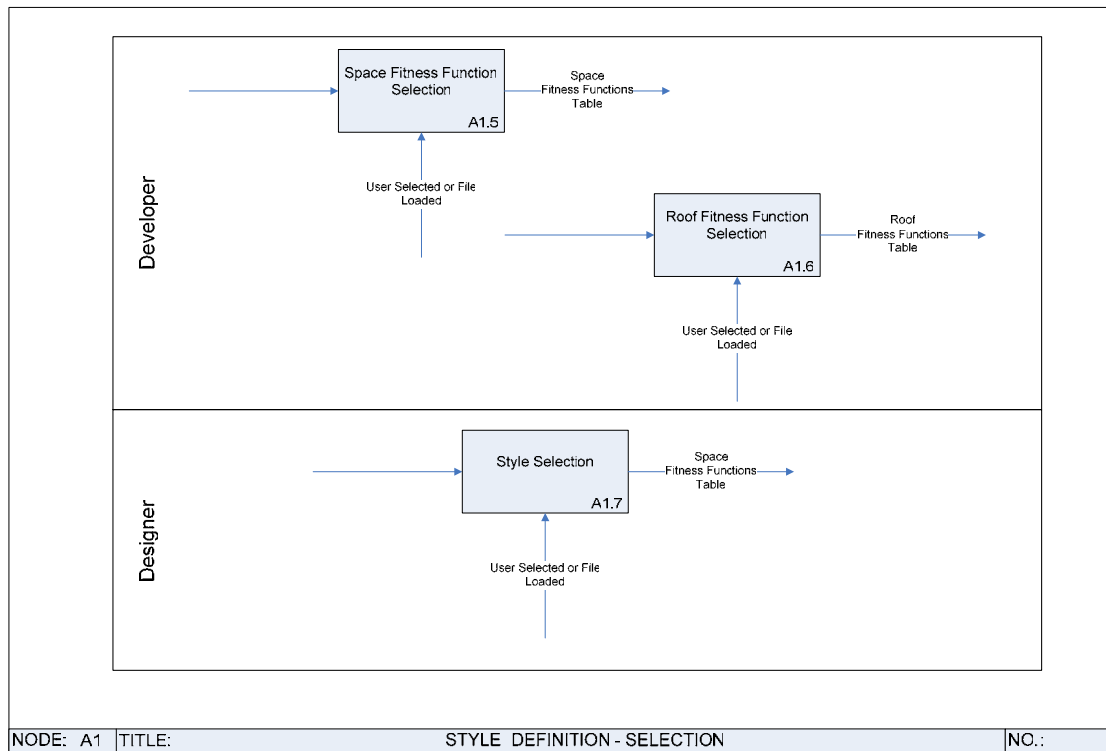 Developer
Space Fitness Function
Selection
A1.5
Space
Fitness Functions
Table
User Selected or File
Loaded
Roof Fitness Function
Selection
A1.6
Roof
Fitness Functions
Table
User Selected or File
Loaded
Designer
Style Selection
A1.7
Space
Fitness Functions
Table
User Selected or File
Loaded
NODE: A1 TITLE: STYLE DEFINITION - SELECTION NO.: